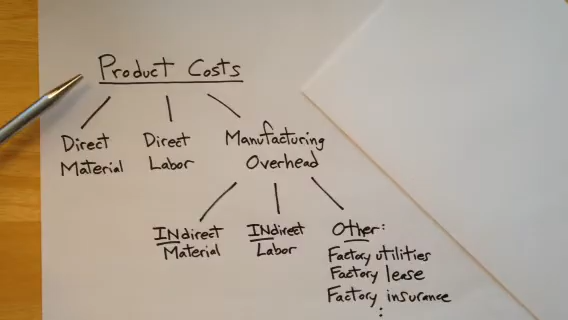 Product Costs
Direct
Material
Direct
Labor
Manufacturing
Overhead
INdirect
Material
INdirect
Labor
Other:
Factory utilities
Factory lease
Factory insurance
: